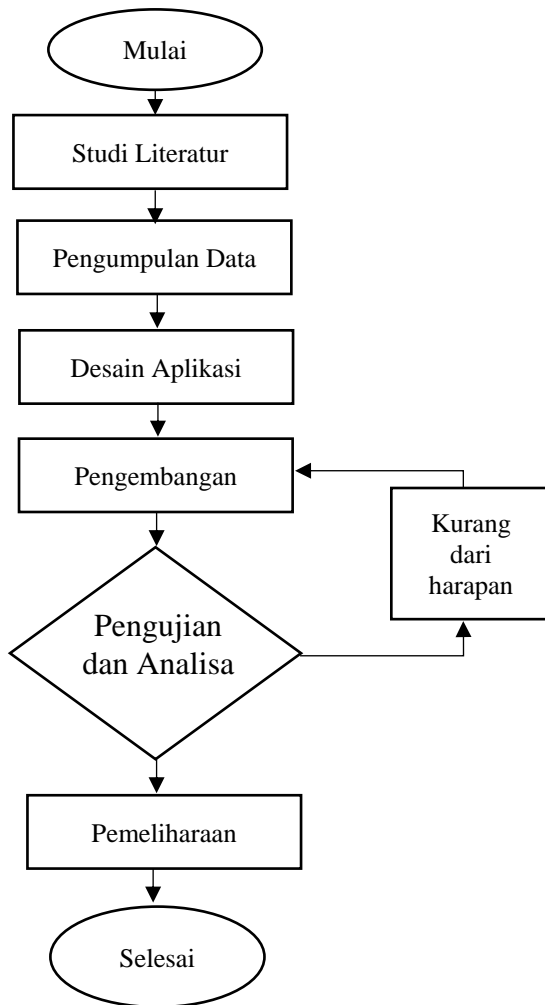 Mulai
Studi Literatur
Pengumpulan Data
Desain Aplikasi
Pengembangan
Kurang
dari
harapan
Pengujian
dan Analisa
Pemeliharaan
Selesai